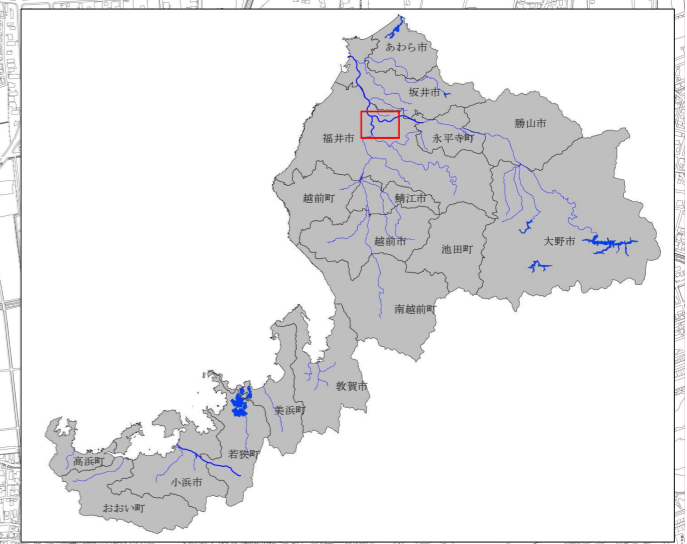 あわら市
坂井市
勝山市
福井市
永平寺町
越前町
鯖江市
越前市
池田町
大野市
南越前町
敦賀市
美浜町
若狭町
高浜町
小浜市
おおい町